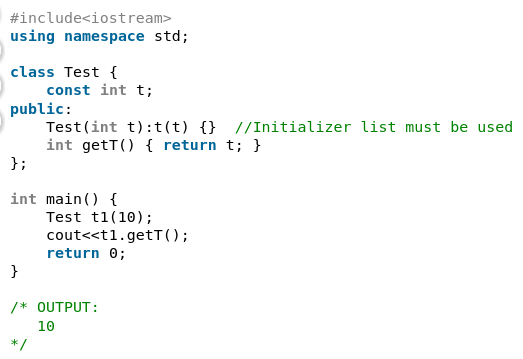 #include<iostream>
using namespace std;
class Test {
    const int t;
public:
    Test(int t):t(t) {}  //Initializer list must be used
    int getT() { return t; }
};
int main() {
    Test t1(10);
    cout<<t1.getT();
    return 0;
}
/* OUTPUT:
   10
*/